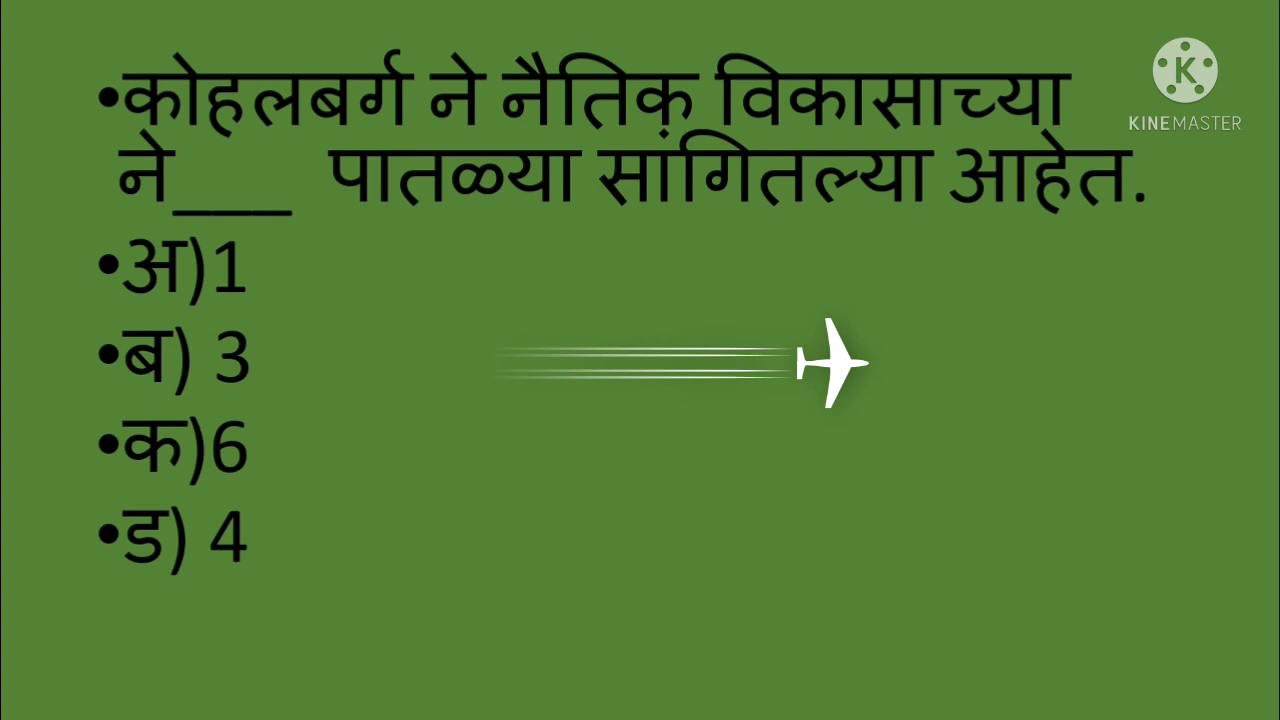 •कोहलबर्ग ने नैतिक़ विकासाच्या
ने___ पातळ्या सांगितल्या आहेत.
•अ)1
•ब) 3
•क)6
•ड) 4
K
KINEMASTER